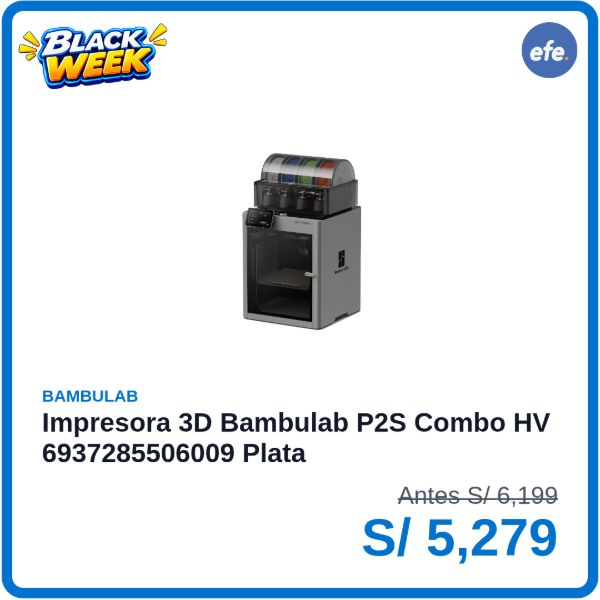 BLACK
WEEK
efe.
BAMBULAB
Impresora 3D Bambulab P2S Combo HV
6937285506009 Plata
Antes S/ 6,199
S/ 5,279